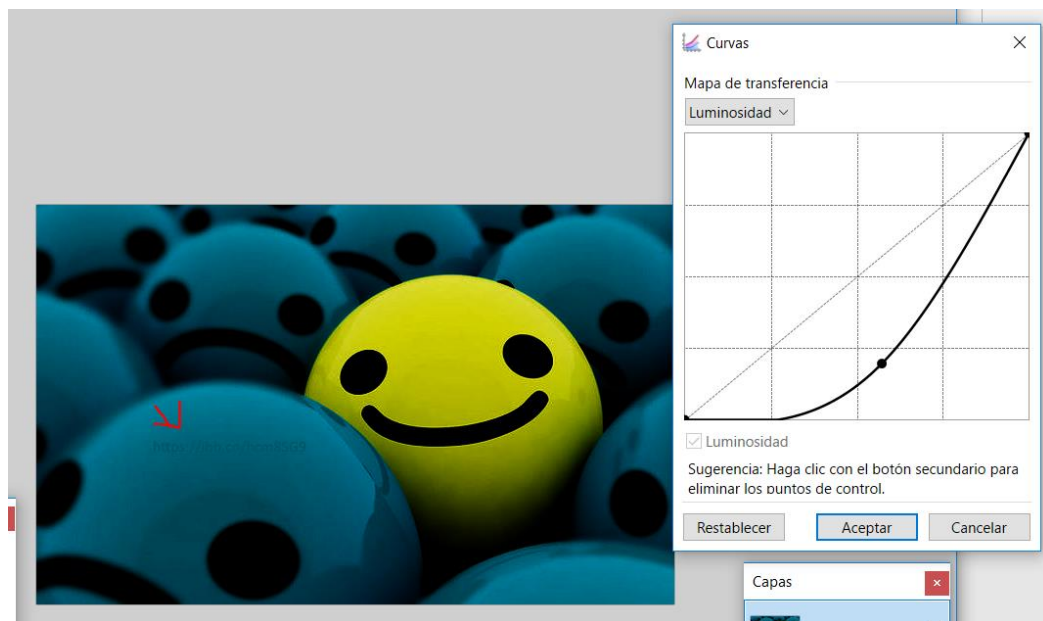 Curvas
Mapa de transferencia
Luminosidad
Luminosidad
Sugerencia: Haga clic con el botón secundario para
eliminar los puntos de control.
Restablecer
Aceptar
Cancelar
Capas